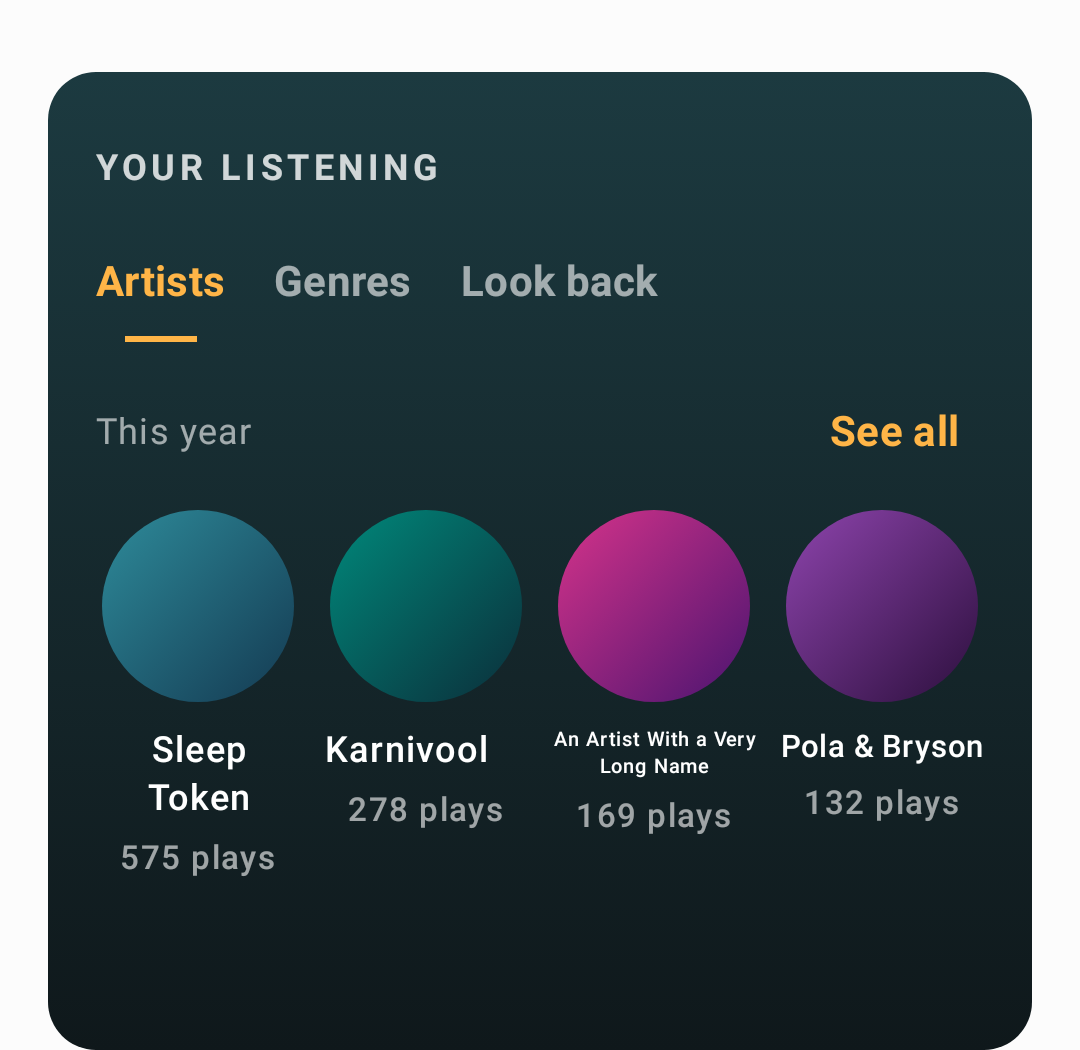 YOUR LISTENING
Artists Genres Look back
This year See all
Sleep
Token
575 plays
Karnivool
278 plays
An Artist With a Very
Long Name
169 plays
Pola & Bryson
132 plays